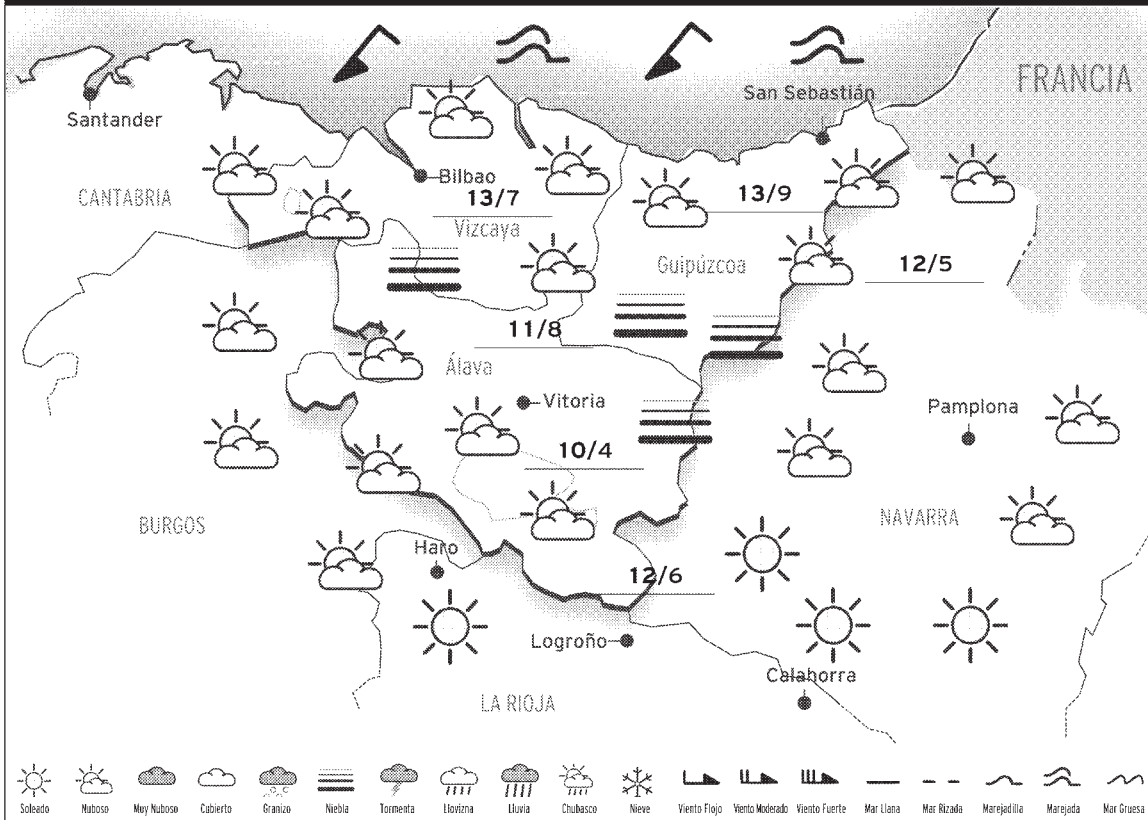 FRANCIA
San Sebastián
Santander
Bilbao
CANTABRIA
13/7
13/9
Vizcaya
Guipúzcoa
12/5
11/8
Álava
Vitoria
Pamplona
10/4
BURGOS
NAVARRA
Haro
12/6
Logroño
Calahorra
LA RIOJA
Soleado Nuboso Muy Nuboso Cubierto Granizo Niebla Tormenta Llovizna Lluvia Chubasco Nieve Viento Flojo Viento Moderado Viento Fuerte Mar Llana Mar Rizada Marejadilla Marejada Mar Gruesa